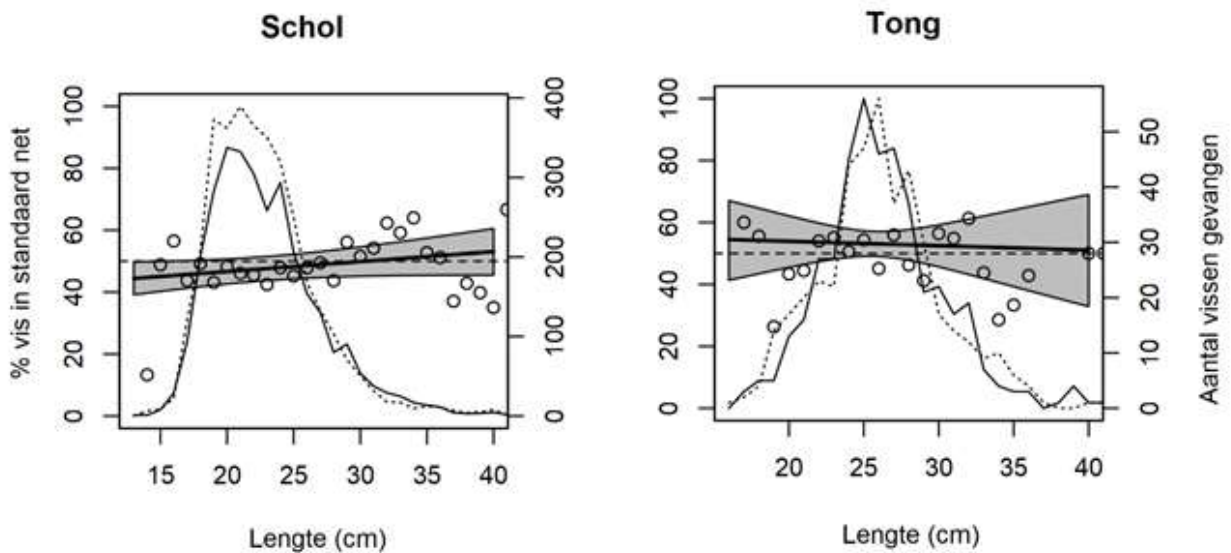 Schol
Tong
% vis in standaard net
0 20 40 60 80 100
0 100 200 300 400
15 20 25 30 35 40
Lengte (cm)
0 20 40 60 80 100
0 10 20 30 40 50
20 25 30 35 40
Lengte (cm)
Aantal vissen gevangen